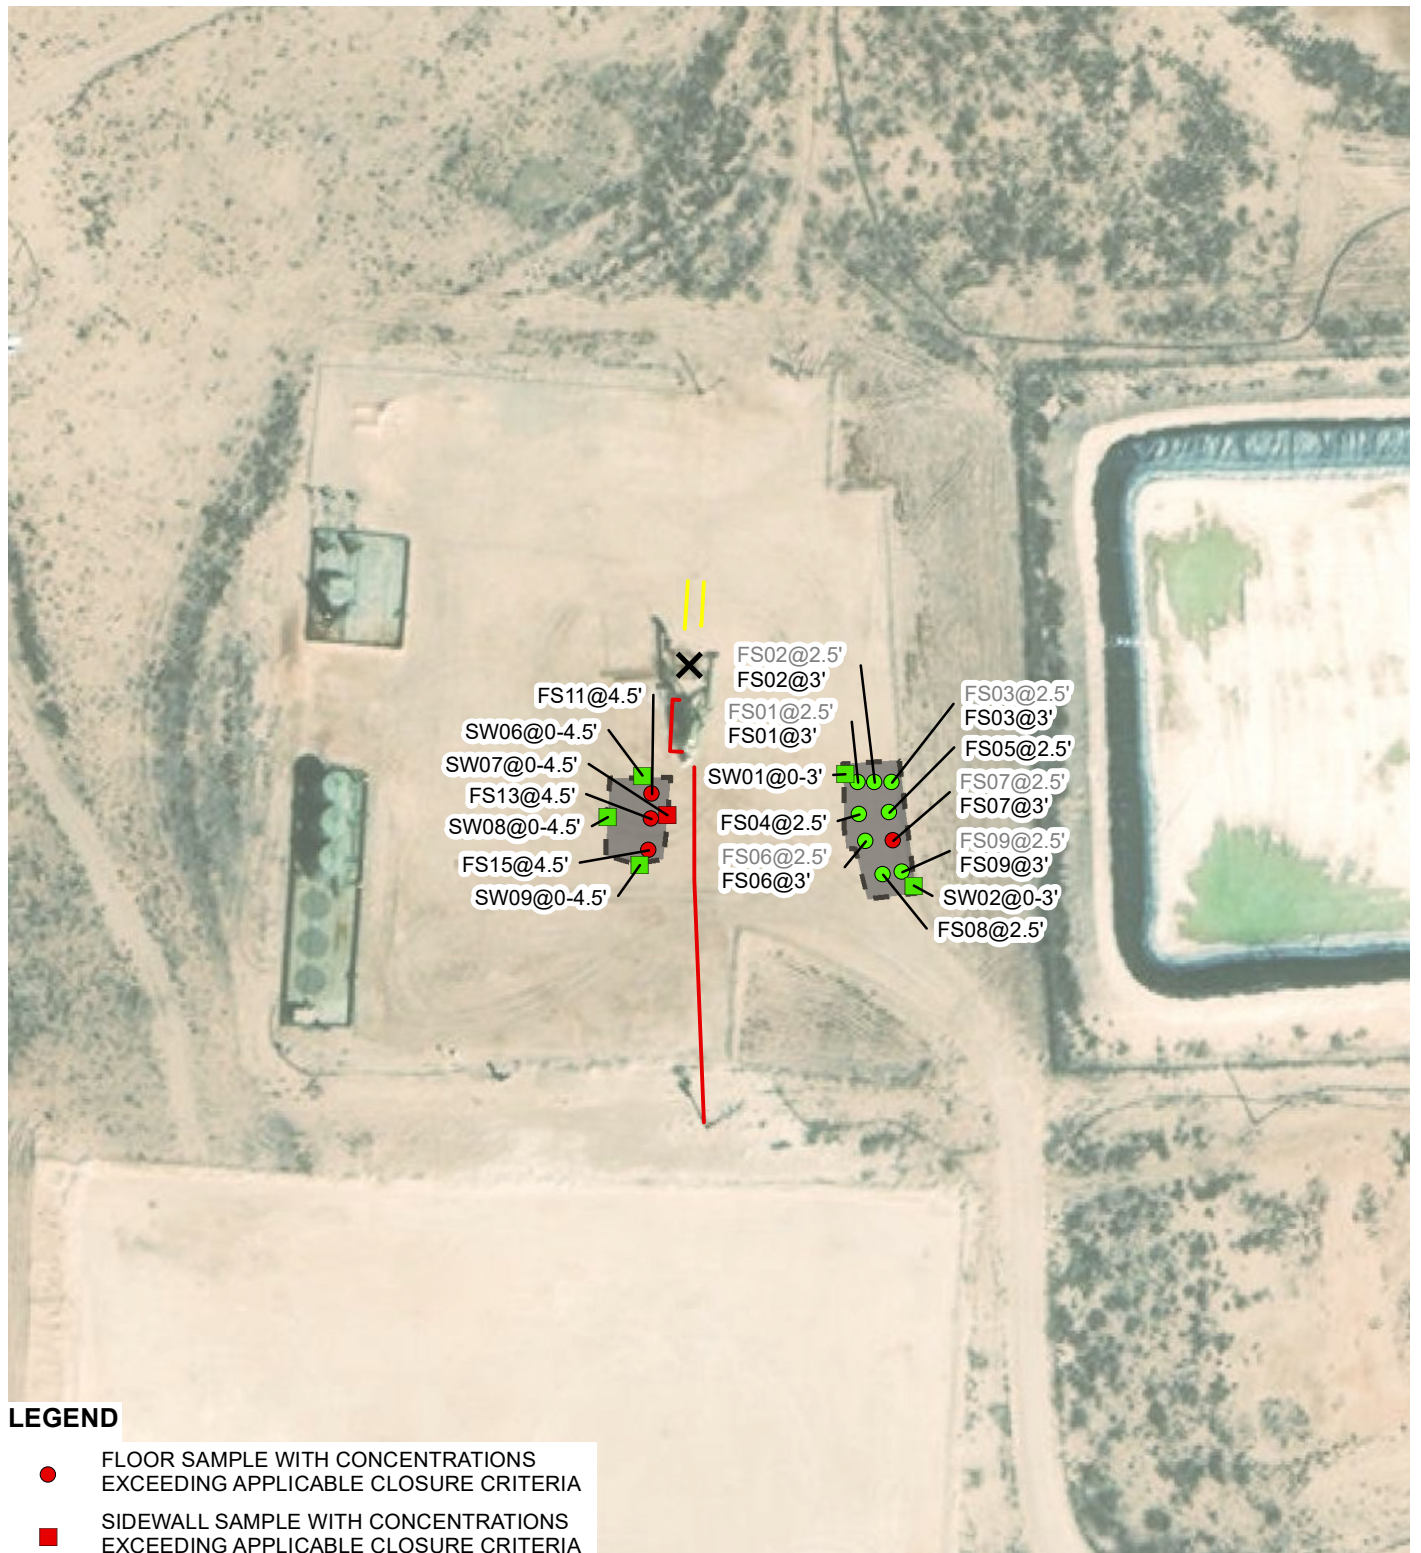 FS02@2.5'
FS02@3'
FS11@4.5'
FS03@2.5'
FS03@3'
FS01@2.5'
FS01@3'
SW06@0-4.5'
FS05@2.5'
SW07@0-4.5'
SW01@0-3'
FS07@2.5'
FS07@3'
FS13@4.5'
FS04@2.5'
SW08@0-4.5'
FS09@2.5'
FS09@3'
FS06@2.5'
FS06@3'
FS15@4.5'
SW09@0-4.5'
SW02@0-3'
FS08@2.5'
LEGEND
FLOOR SAMPLE WITH CONCENTRATIONS
EXCEEDING APPLICABLE CLOSURE CRITERIA
SIDEWALL SAMPLE WITH CONCENTRATIONS
EXCEEDING APPLICABLE CLOSURE CRITERIA